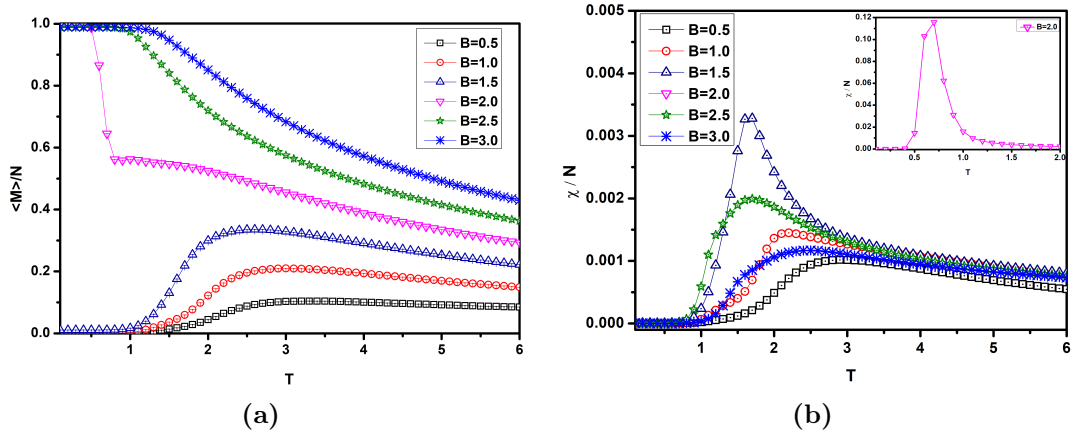 <M>/N
1.0
0.8
0.6
0.4
0.2
0.0
1
2
3
4
5
6
T
B=0.5
B=1.0
B=1.5
B=2.0
B=2.5
B=3.0
(a)
χ / N
0.005
0.004
0.003
0.002
0.001
0.000
1
2
3
4
5
6
T
B=0.5
B=1.0
B=1.5
B=2.0
B=2.5
B=3.0
χ / N
0.12
0.10
0.08
0.06
0.04
0.02
0.00
0.5
1.0
1.5
2.0
T
B=2.0
(b)